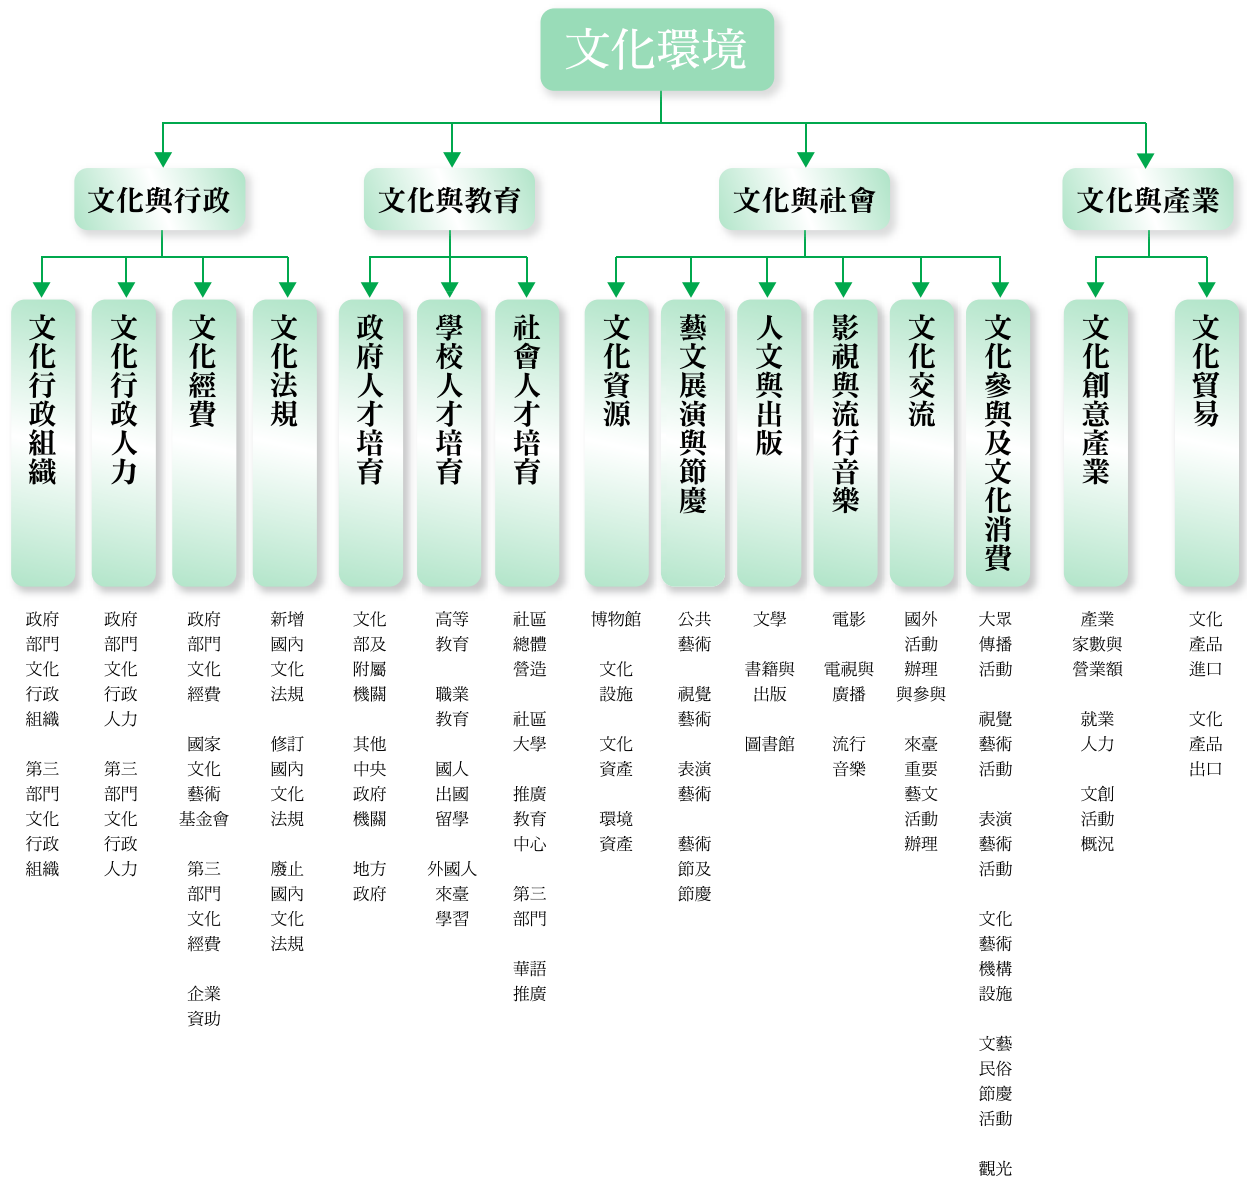 文化環境
文化與行政
文化與教育
文化與社會
文化與產業
文化行政組織
文化行政人力
文化經費
文化法規
政府人才培育
學校人才培育
社會人才培育
文化資源
藝文展演與節慶
人文與出版
影視與流行音樂
文化交流
文化參與及文化消費
文化創意產業
文化貿易
政府
部門
文化
行政
組織
第三
部門
文化
行政
組織
政府
部門
文化
行政
人力
第三
部門
文化
行政
人力
政府
部門
文化
經費
國家
文化
藝術
基金會
第三
部門
文化
經費
企業
資助
新增
國內
文化
法規
修訂
國內
文化
法規
廢止
國內
文化
法規
文化
部及
附屬
機關
其他
中央
政府
機關
地方
政府
高等
教育
職業
教育
國人
出國
留學
外國人
來臺
學習
社區
總體
營造
社區
大學
推廣
教育
中心
第三
部門
華語
推廣
博物館
文化
設施
文化
資產
環境
資產
公共
藝術
視覺
藝術
表演
藝術
藝術
節及
節慶
文學
書籍與
出版
圖書館
電影
電視與
廣播
流行
音樂
國外
活動
辦理
與參與
來臺
重要
藝文
活動
辦理
大眾
傳播
活動
視覺
藝術
活動
表演
藝術
活動
文化
藝術
機構
設施
文藝
民俗
節慶
活動
觀光
產業
家數與
營業額
就業
人力
文創
活動
概況
文化
產品
進口
文化
產品
出口